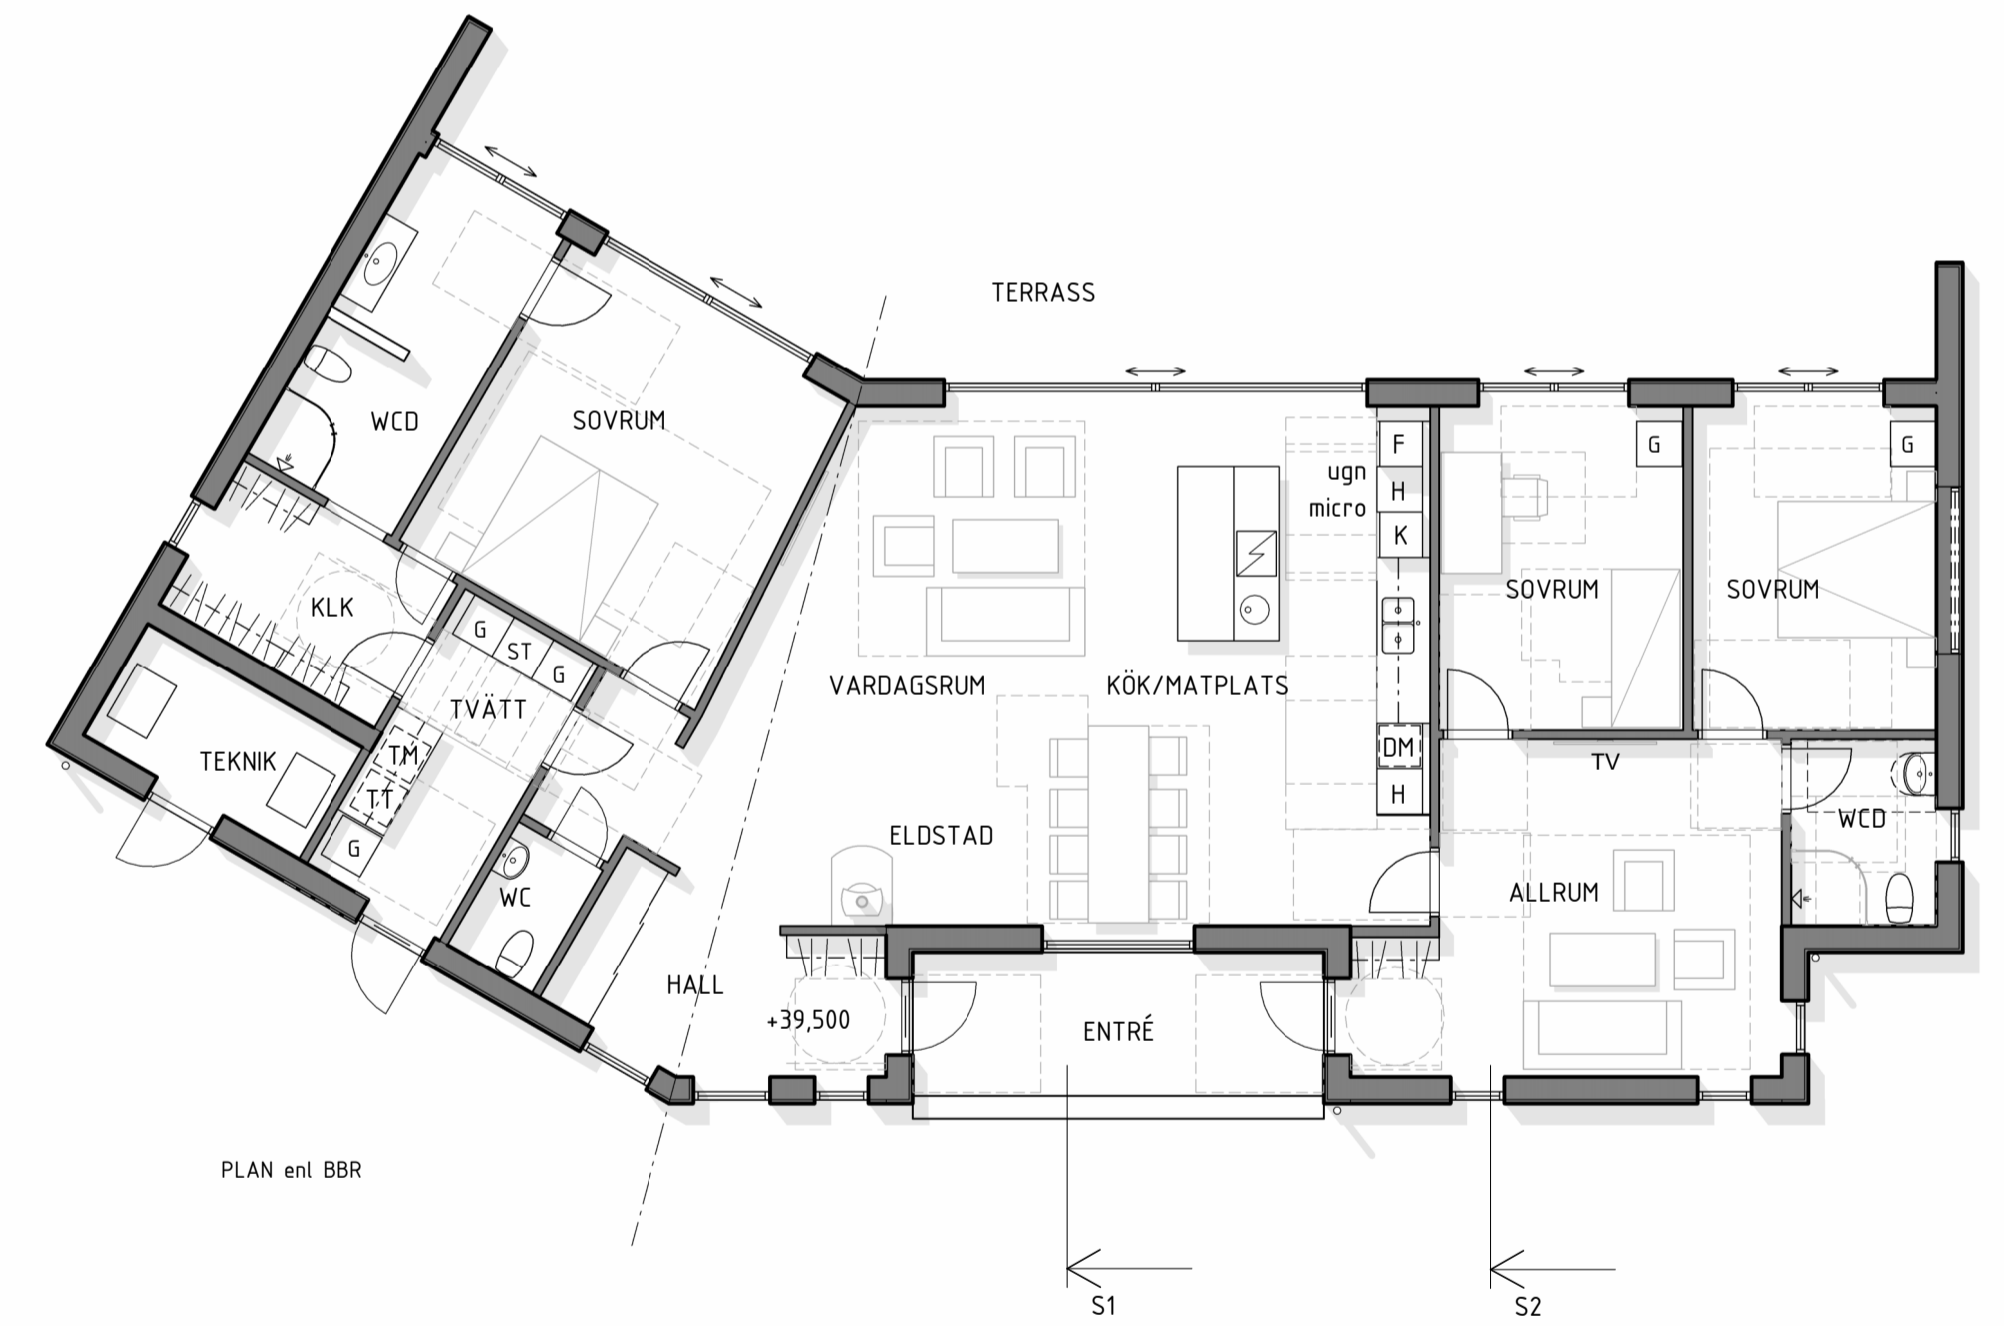 TERRASS
WCD
SOVRUM
F
G
G
ugn
H
micro
K
SOVRUM
SOVRUM
KLK
G
ST
G
VARDAGSRUM
KÖK/MATPLATS
TVÄTT
TM
TEKNIK
DM
TV
TT
H
G
ELDSTAD
WCD
WC
ALLRUM
HALL
+39,500
ENTRÉ
PLAN enl BBR
S1
S2